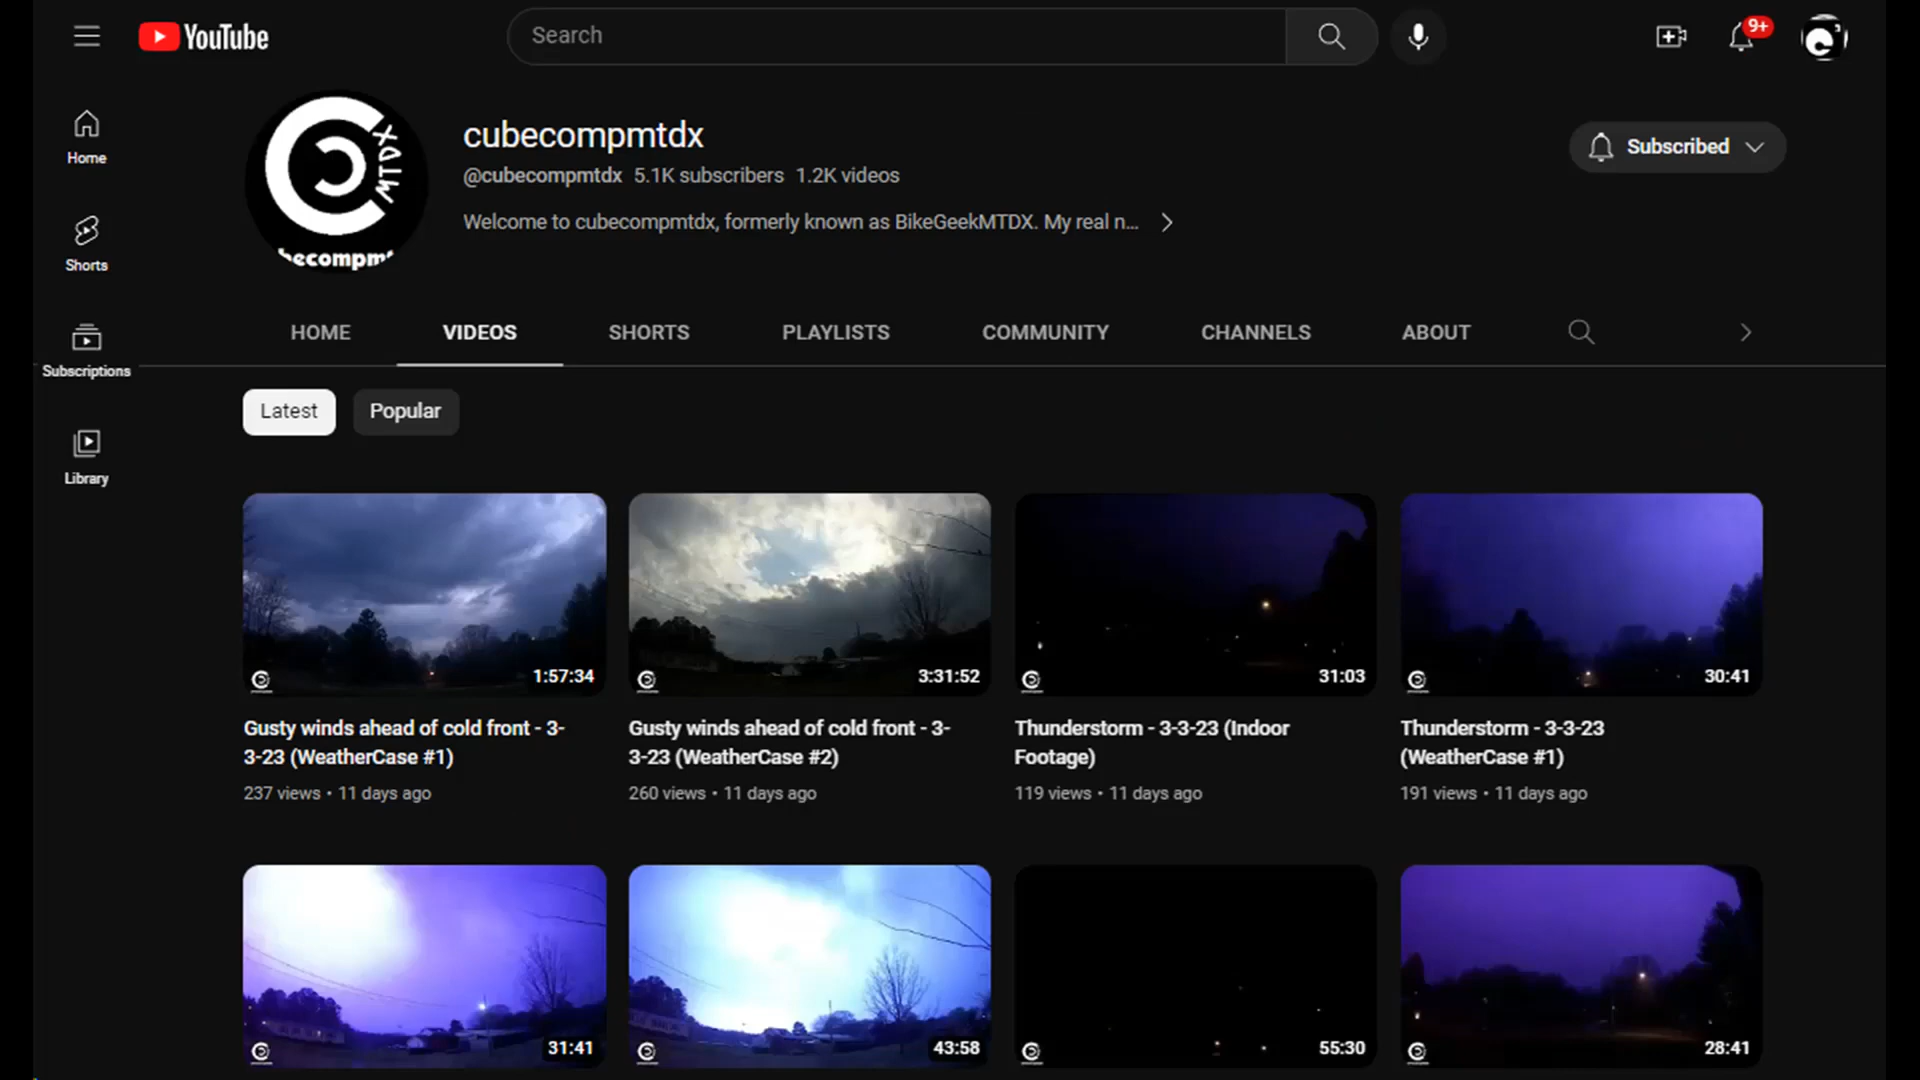 YouTube
Search
9+
Home
Shorts
Subscriptions
Library
MTDX
becompmt
cubecompmtdx
@cubecompmtdx 5.1K subscribers 1.2K videos
Welcome to cubecompmtdx, formerly known as BikeGeekMTDX. My real n...
Subscribed
HOME VIDEOS SHORTS PLAYLISTS COMMUNITY CHANNELS ABOUT
Latest Popular
1:57:34 3:31:52 31:03 30:41
Gusty winds ahead of cold front - 3-
3-23 (WeatherCase #1)
237 views • 11 days ago
Gusty winds ahead of cold front - 3-
3-23 (WeatherCase #2)
260 views • 11 days ago
Thunderstorm - 3-3-23 (Indoor
Footage)
119 views • 11 days ago
Thunderstorm - 3-3-23
(WeatherCase #1)
191 views • 11 days ago
31:41 43:58 55:30 28:41